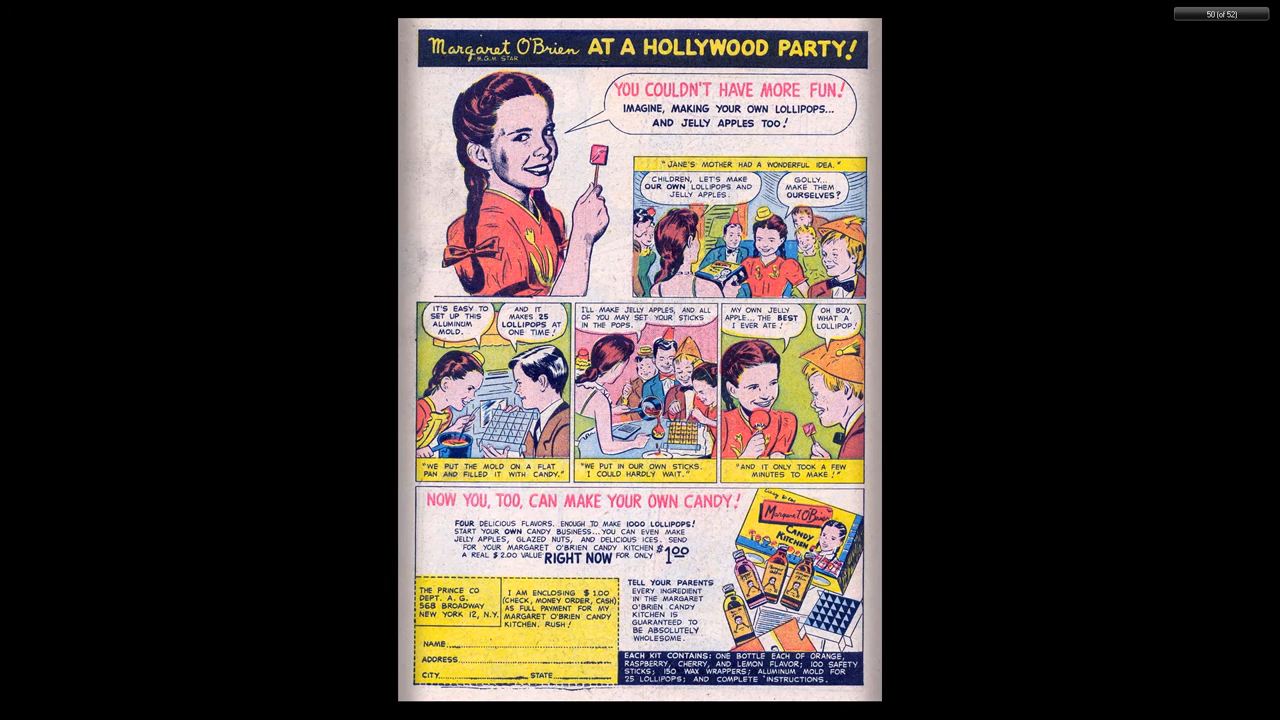 50 (of 52)
Margaret O'Brien AT A HOLLYWOOD PARTY!
M.G.M. STAR
YOU COULDN'T HAVE MORE FUN!
IMAGINE, MAKING YOUR OWN LOLLIPOPS...
AND JELLY APPLES TOO!
"JANE'S MOTHER HAD A WONDERFUL IDEA."
CHILDREN, LET'S MAKE
OUR OWN LOLLIPOPS AND
JELLY APPLES.
GOLLY...
MAKE THEM
OURSELVES?
IT'S EASY TO
SET UP THIS
ALUMINUM
MOLD.
AND IT
MAKES 25
LOLLIPOPS AT
ONE TIME!
"WE PUT THE MOLD ON A FLAT
PAN AND FILLED IT WITH CANDY."
I'LL MAKE JELLY APPLES, AND ALL
OF YOU MAY SET YOUR STICKS
IN THE POPS.
"WE PUT IN OUR OWN STICKS.
I COULD HARDLY WAIT."
MY OWN JELLY
APPLE... THE BEST
I EVER ATE!
OH BOY,
WHAT A
LOLLIPOP!
"AND IT ONLY TOOK A FEW
MINUTES TO MAKE!"
NOW YOU, TOO, CAN MAKE YOUR OWN CANDY!
FOUR DELICIOUS FLAVORS. ENOUGH TO MAKE 1000 LOLLIPOPS!
START YOUR OWN CANDY BUSINESS...YOU CAN EVEN MAKE
JELLY APPLES, GLAZED NUTS, AND DELICIOUS ICES. SEND
FOR YOUR MARGARET O'BRIEN CANDY KITCHEN
A REAL $2.00 VALUE RIGHT NOW FOR ONLY $1.00
Margaret O'Brien
CANDY
KITCHEN
THE PRINCE CO
DEPT. A. G.
568 BROADWAY
NEW YORK 12, N.Y.
I AM ENCLOSING $1.00
(CHECK, MONEY ORDER, CASH)
AS FULL PAYMENT FOR MY
MARGARET O'BRIEN CANDY
KITCHEN. RUSH!
NAME
ADDRESS
CITY STATE
TELL YOUR PARENTS
EVERY INGREDIENT
IN THE MARGARET
O'BRIEN CANDY
KITCHEN IS
GUARANTEED TO
BE ABSOLUTELY
WHOLESOME.
EACH KIT CONTAINS: ONE BOTTLE EACH OF ORANGE,
RASPBERRY, CHERRY, AND LEMON FLAVOR; 100 SAFETY
STICKS; 150 WAX WRAPPERS; ALUMINUM MOLD FOR
25 LOLLIPOPS; AND COMPLETE INSTRUCTIONS.